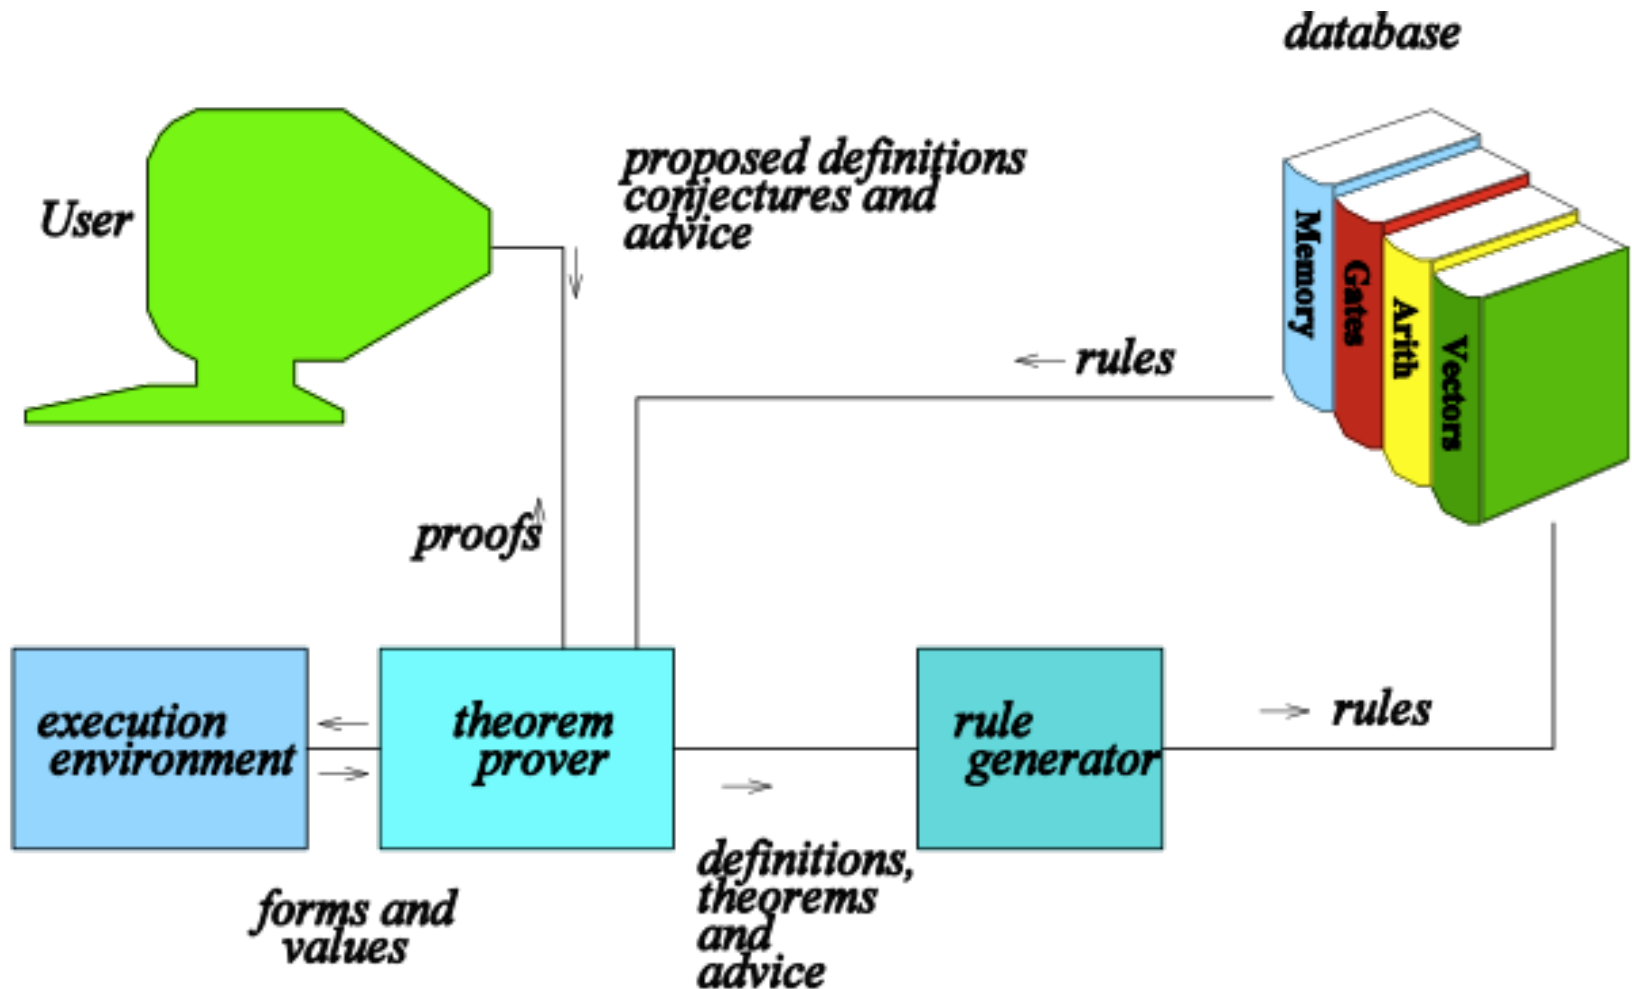 database
User
proposed definitions
conjectures and
advice
Memory
Gates
Arith
Vectors
rules
proofs
execution
environment
theorem
prover
rule
generator
rules
forms and
values
definitions,
theorems
and
advice